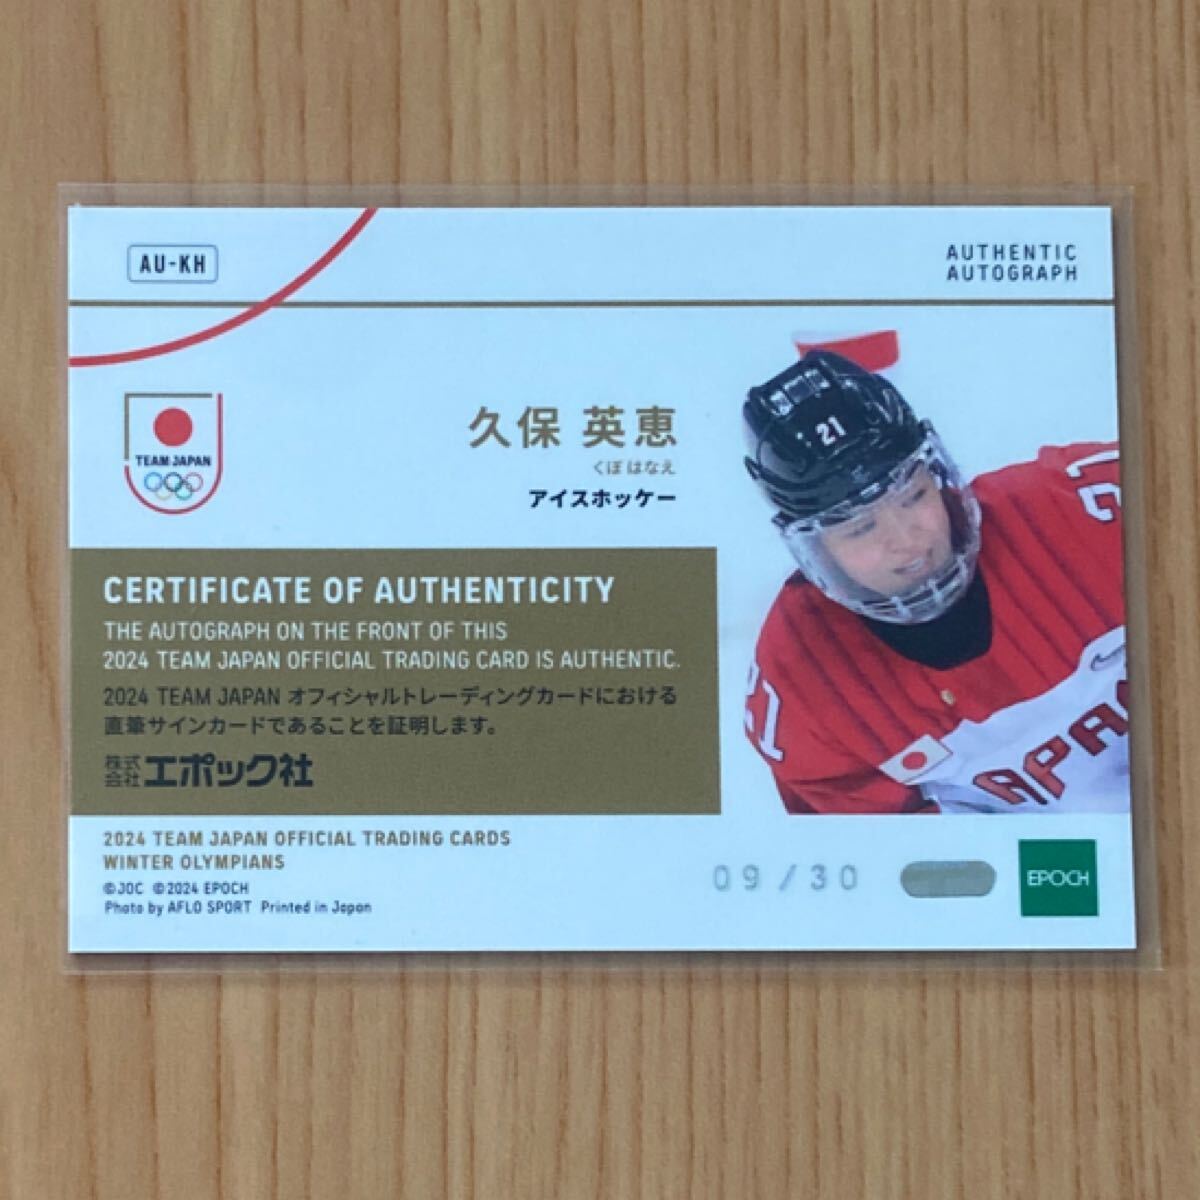 AU-KH
AUTHENTIC
AUTOGRAPH
TEAM JAPAN
久保 英恵
くぼ はなえ
アイスホッケー
21
21
21
JAPAN
CERTIFICATE OF AUTHENTICITY
THE AUTOGRAPH ON THE FRONT OF THIS
2024 TEAM JAPAN OFFICIAL TRADING CARD IS AUTHENTIC.
2024 TEAM JAPAN オフィシャルトレーディングカードにおける
直筆サインカードであることを証明します。
株式会社 エポック社
2024 TEAM JAPAN OFFICIAL TRADING CARDS
WINTER OLYMPIANS
©JOC ©2024 EPOCH
Photo by AFLO SPORT Printed in Japan
09/30
EPOCH